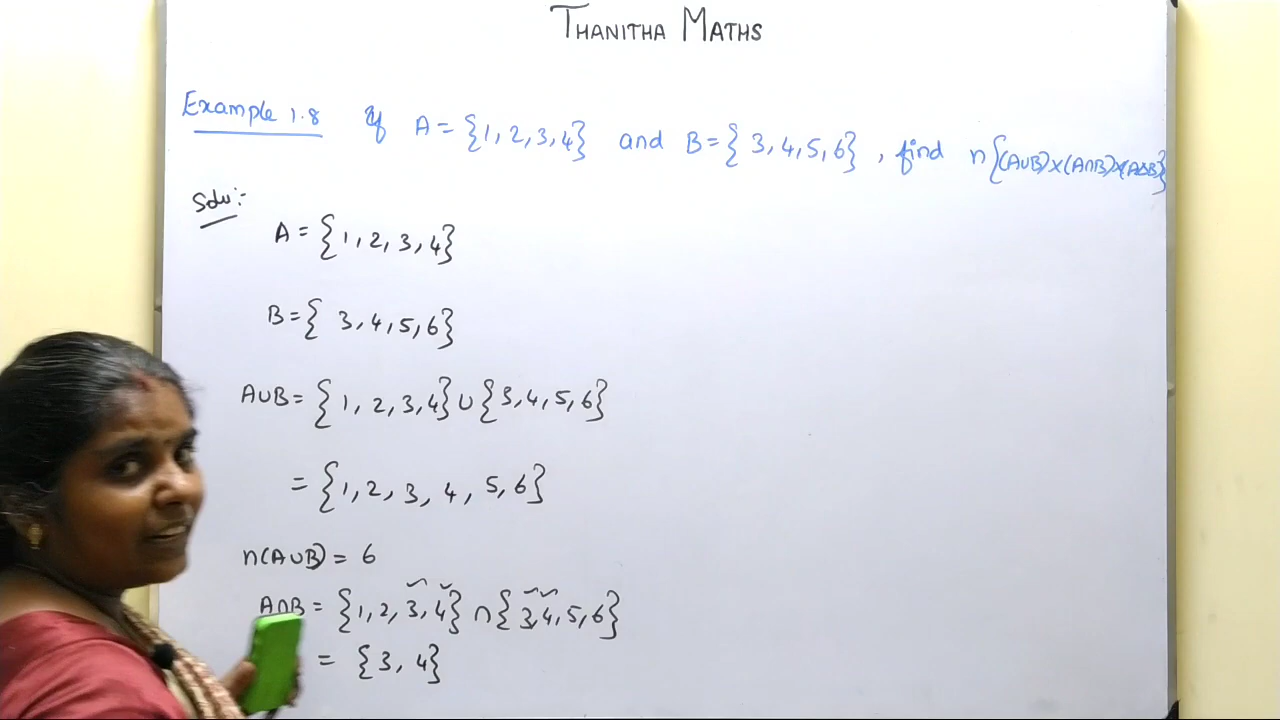 THANITHA MATHS
Example 1.8 If A = {1, 2, 3, 4} and B = { 3, 4, 5, 6} , find n{(A∪B)×(A∩B)×(AΔB)}
Solu:-
A = {1, 2, 3, 4}
B = { 3, 4, 5, 6}
A∪B = { 1, 2, 3, 4} ∪ { 3, 4, 5, 6}
= {1, 2, 3, 4, 5, 6}
n(A∪B) = 6
A∩B = {1, 2, 3, 4} ∩ { 3, 4, 5, 6}
= {3, 4}